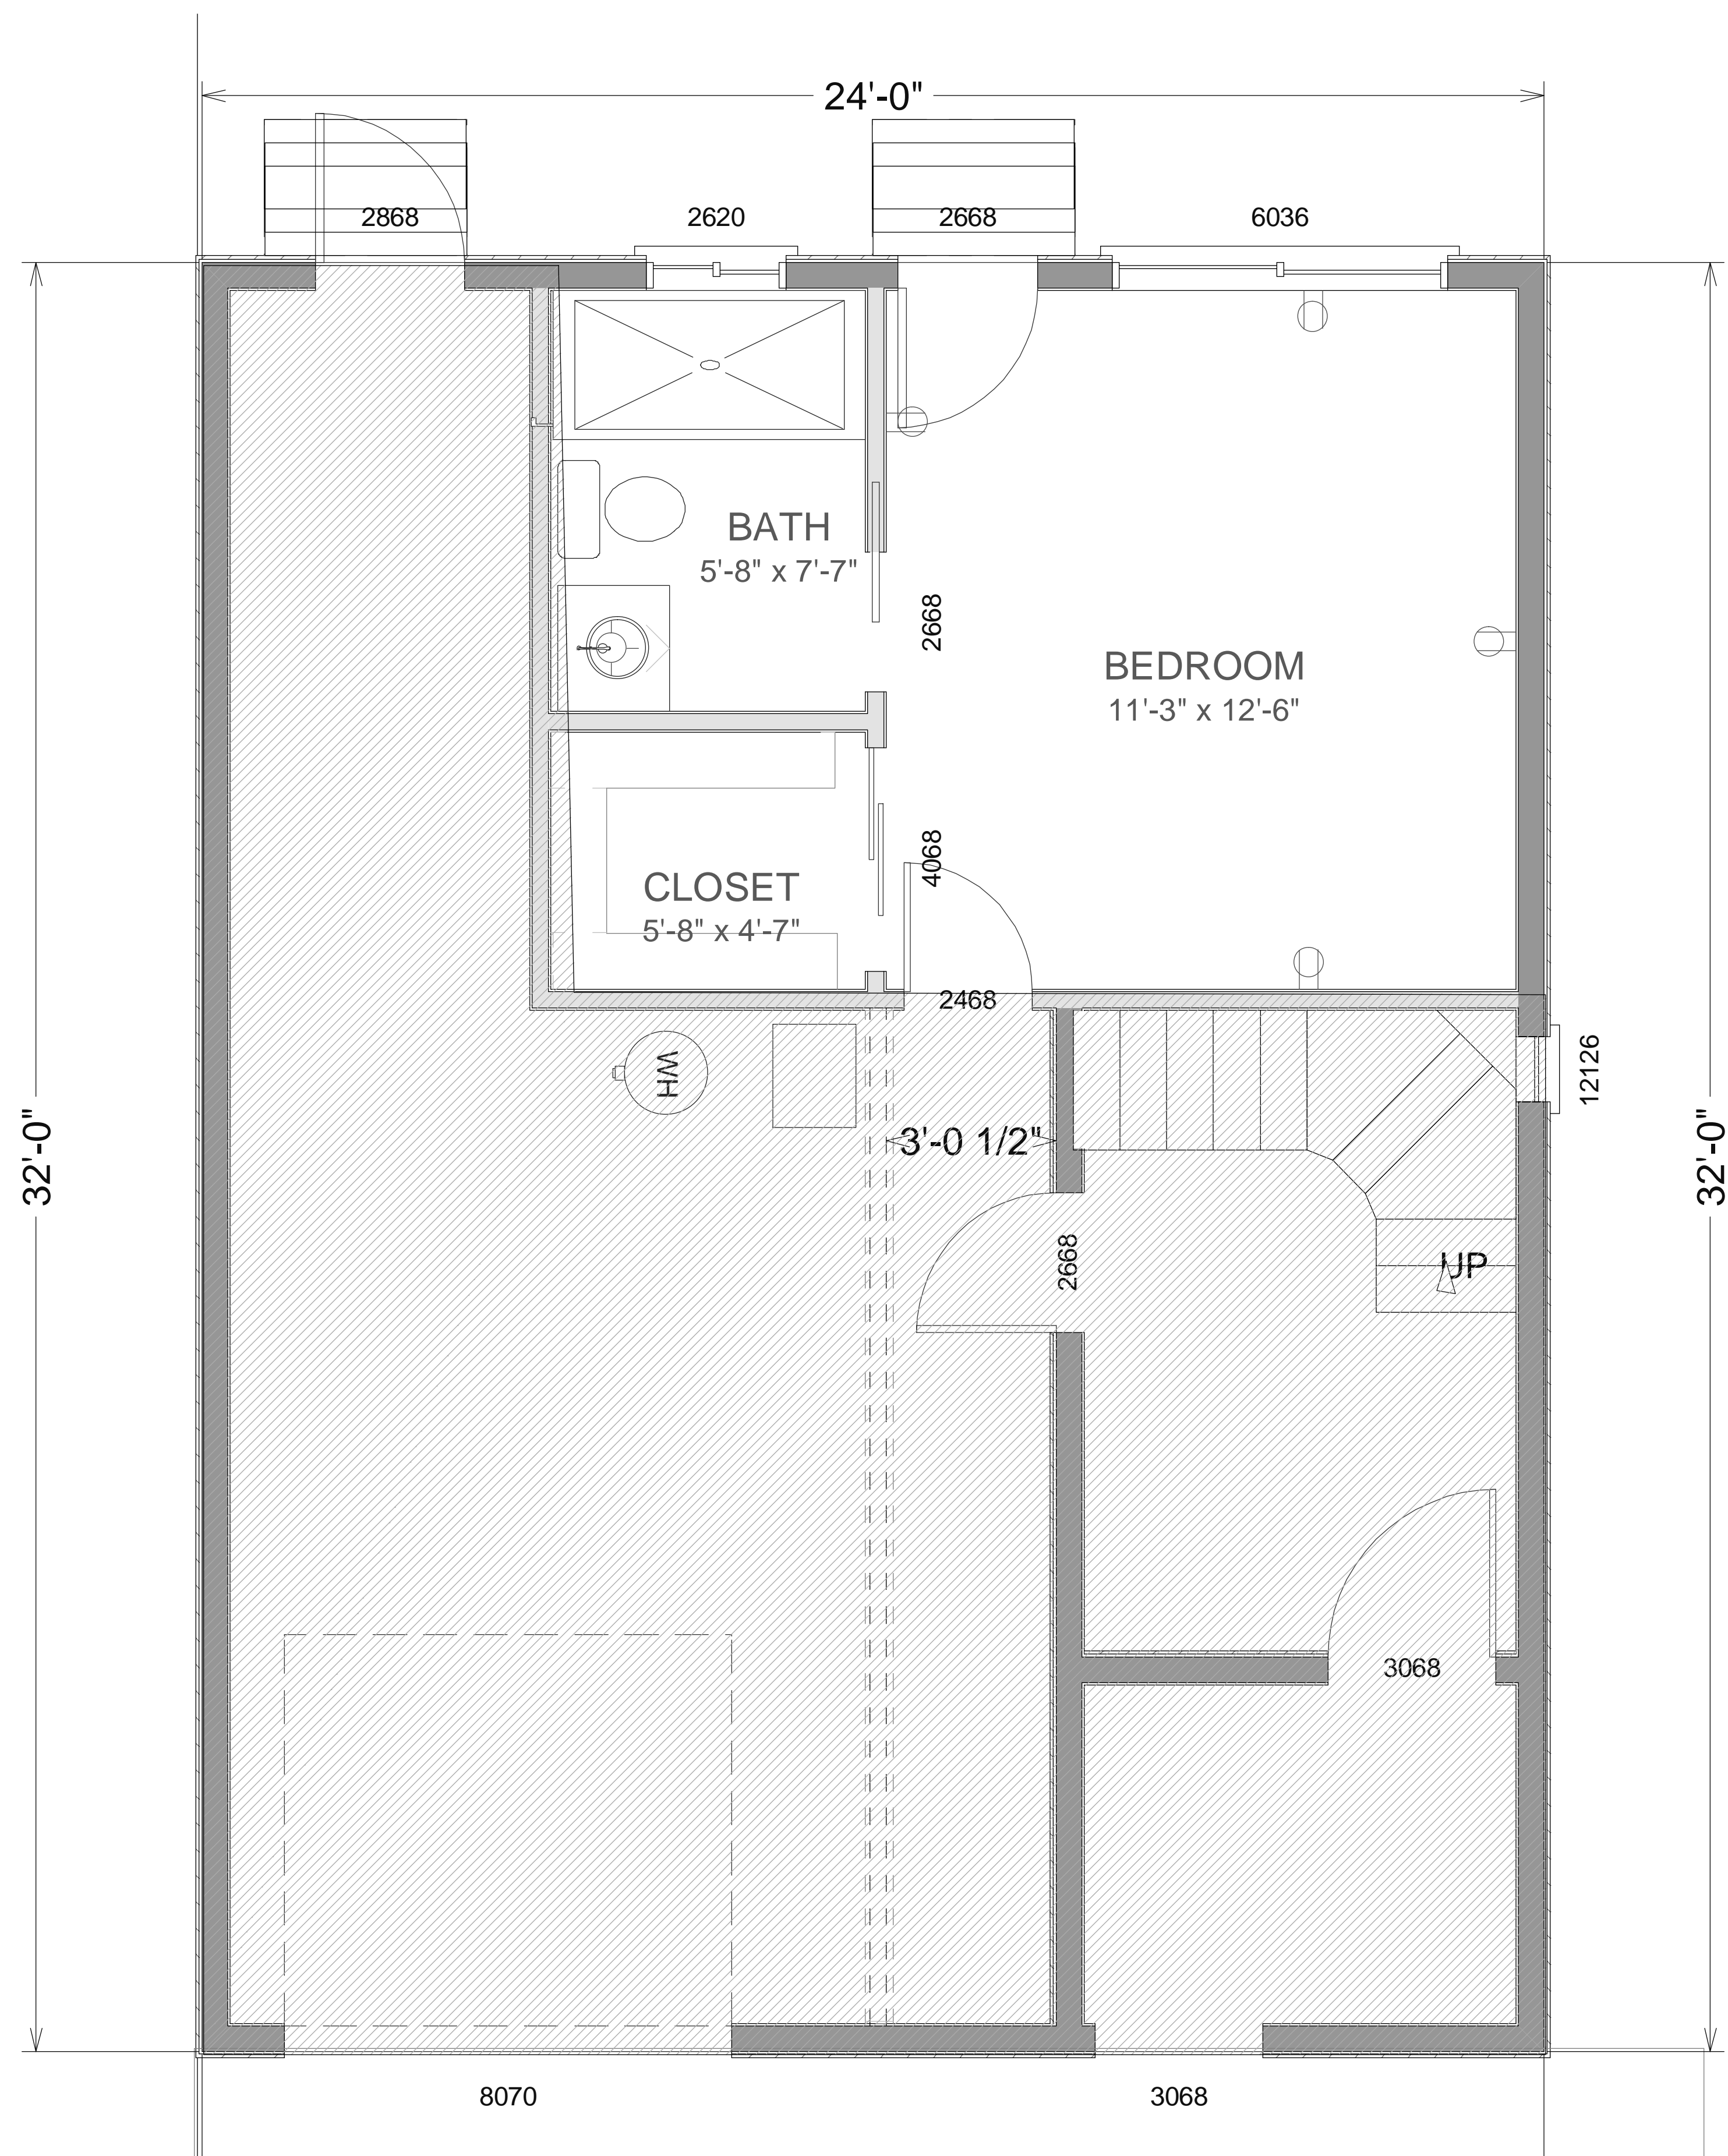 24'-0"
2868
2620
2668
6036
BATH
5'-8" x 7'-7"
2668
BEDROOM
11'-3" x 12'-6"
4068
CLOSET
5'-8" x 4'-7"
2468
WH
12126
3'-0 1/2"
32'-0"
32'-0"
2668
UP
3068
8070
3068